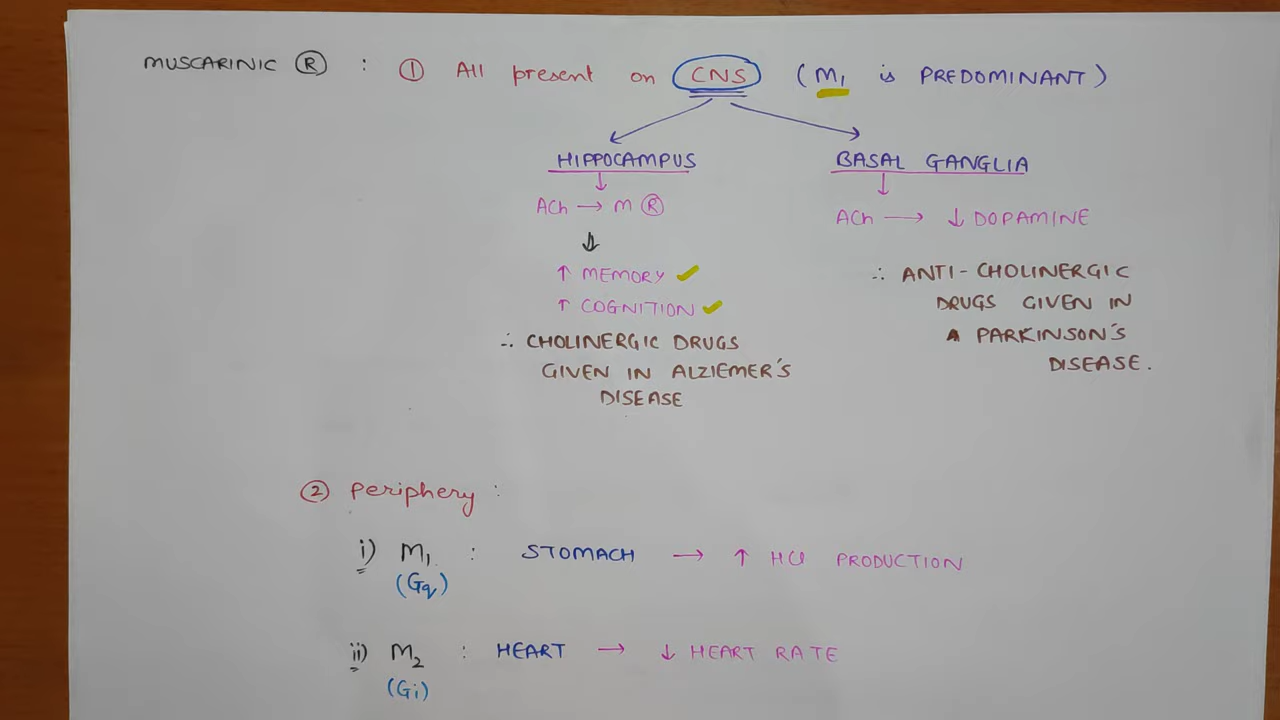 MUSCARINIC Ⓡ : ① All present on CNS (M₁ is PREDOMINANT)
HIPPOCAMPUS
BASAL GANGLIA
ACh → M Ⓡ
ACh → ↓ DOPAMINE
↓
↑ MEMORY ✓
↑ COGNITION ✓
∴ CHOLINERGIC DRUGS
GIVEN IN ALZIEMER'S
DISEASE
∴ ANTI-CHOLINERGIC
DRUGS GIVEN IN
PARKINSON'S
DISEASE.
② Periphery :
i) M₁ : STOMACH → ↑ HCl PRODUCTION
(Gq)
ii) M₂ : HEART → ↓ HEART RATE
(Gi)